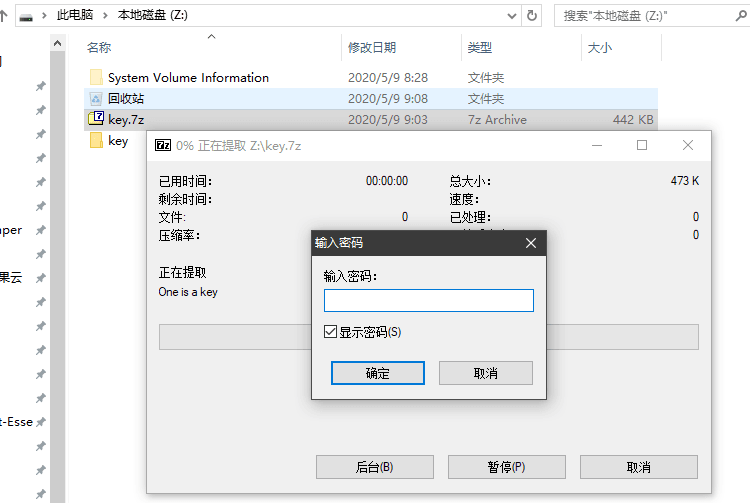 此电脑 > 本地磁盘 (Z:)
搜索"本地磁盘 (Z:)"
名称 修改日期 类型 大小
System Volume Information 2020/5/9 8:28 文件夹
回收站 2020/5/9 9:08 文件夹
key.7z 2020/5/9 9:03 7z Archive 442 KB
key
0% 正在提取 Z:\key.7z
已用时间: 00:00:00 总大小: 473 K
剩余时间: 速度:
文件: 0 已处理: 0
压缩率: 0
输入密码
正在提取
One is a key
输入密码:
显示密码(S)
确定 取消
后台(B) 暂停(P) 取消
aper
果云
t-Esse